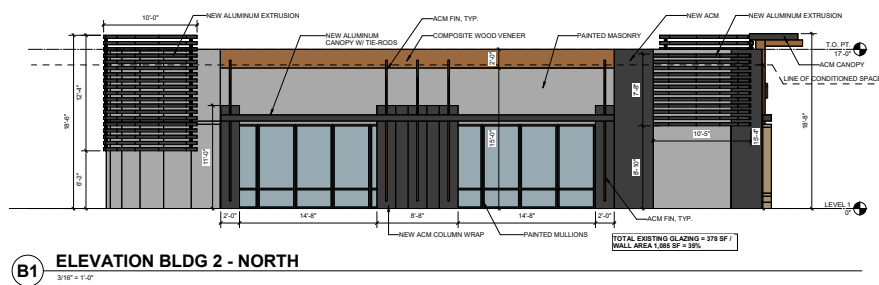 10'-0"
NEW ALUMINUM EXTRUSION
NEW ALUMINUM
CANOPY W/ TIE-RODS
ACM FIN, TYP.
COMPOSITE WOOD VENEER
PAINTED MASONRY
NEW ACM
NEW ALUMINUM EXTRUSION
T.O. PT.
17'-0"
ACM CANOPY
LINE OF CONDITIONED SPACE
18'-6"
12'-4"
6'-2"
11'-0"
2'-0"
15'-0"
7'-8"
8'-10"
10'-5"
15'-4"
18'-8"
LEVEL 1
0"
2'-0"
14'-8"
8'-8"
14'-8"
2'-0"
ACM FIN, TYP.
NEW ACM COLUMN WRAP
PAINTED MULLIONS
TOTAL EXISTING GLAZING = 378 SF /
WALL AREA 1,085 SF = 35%
B1
ELEVATION BLDG 2 - NORTH
3/16" = 1'-0"